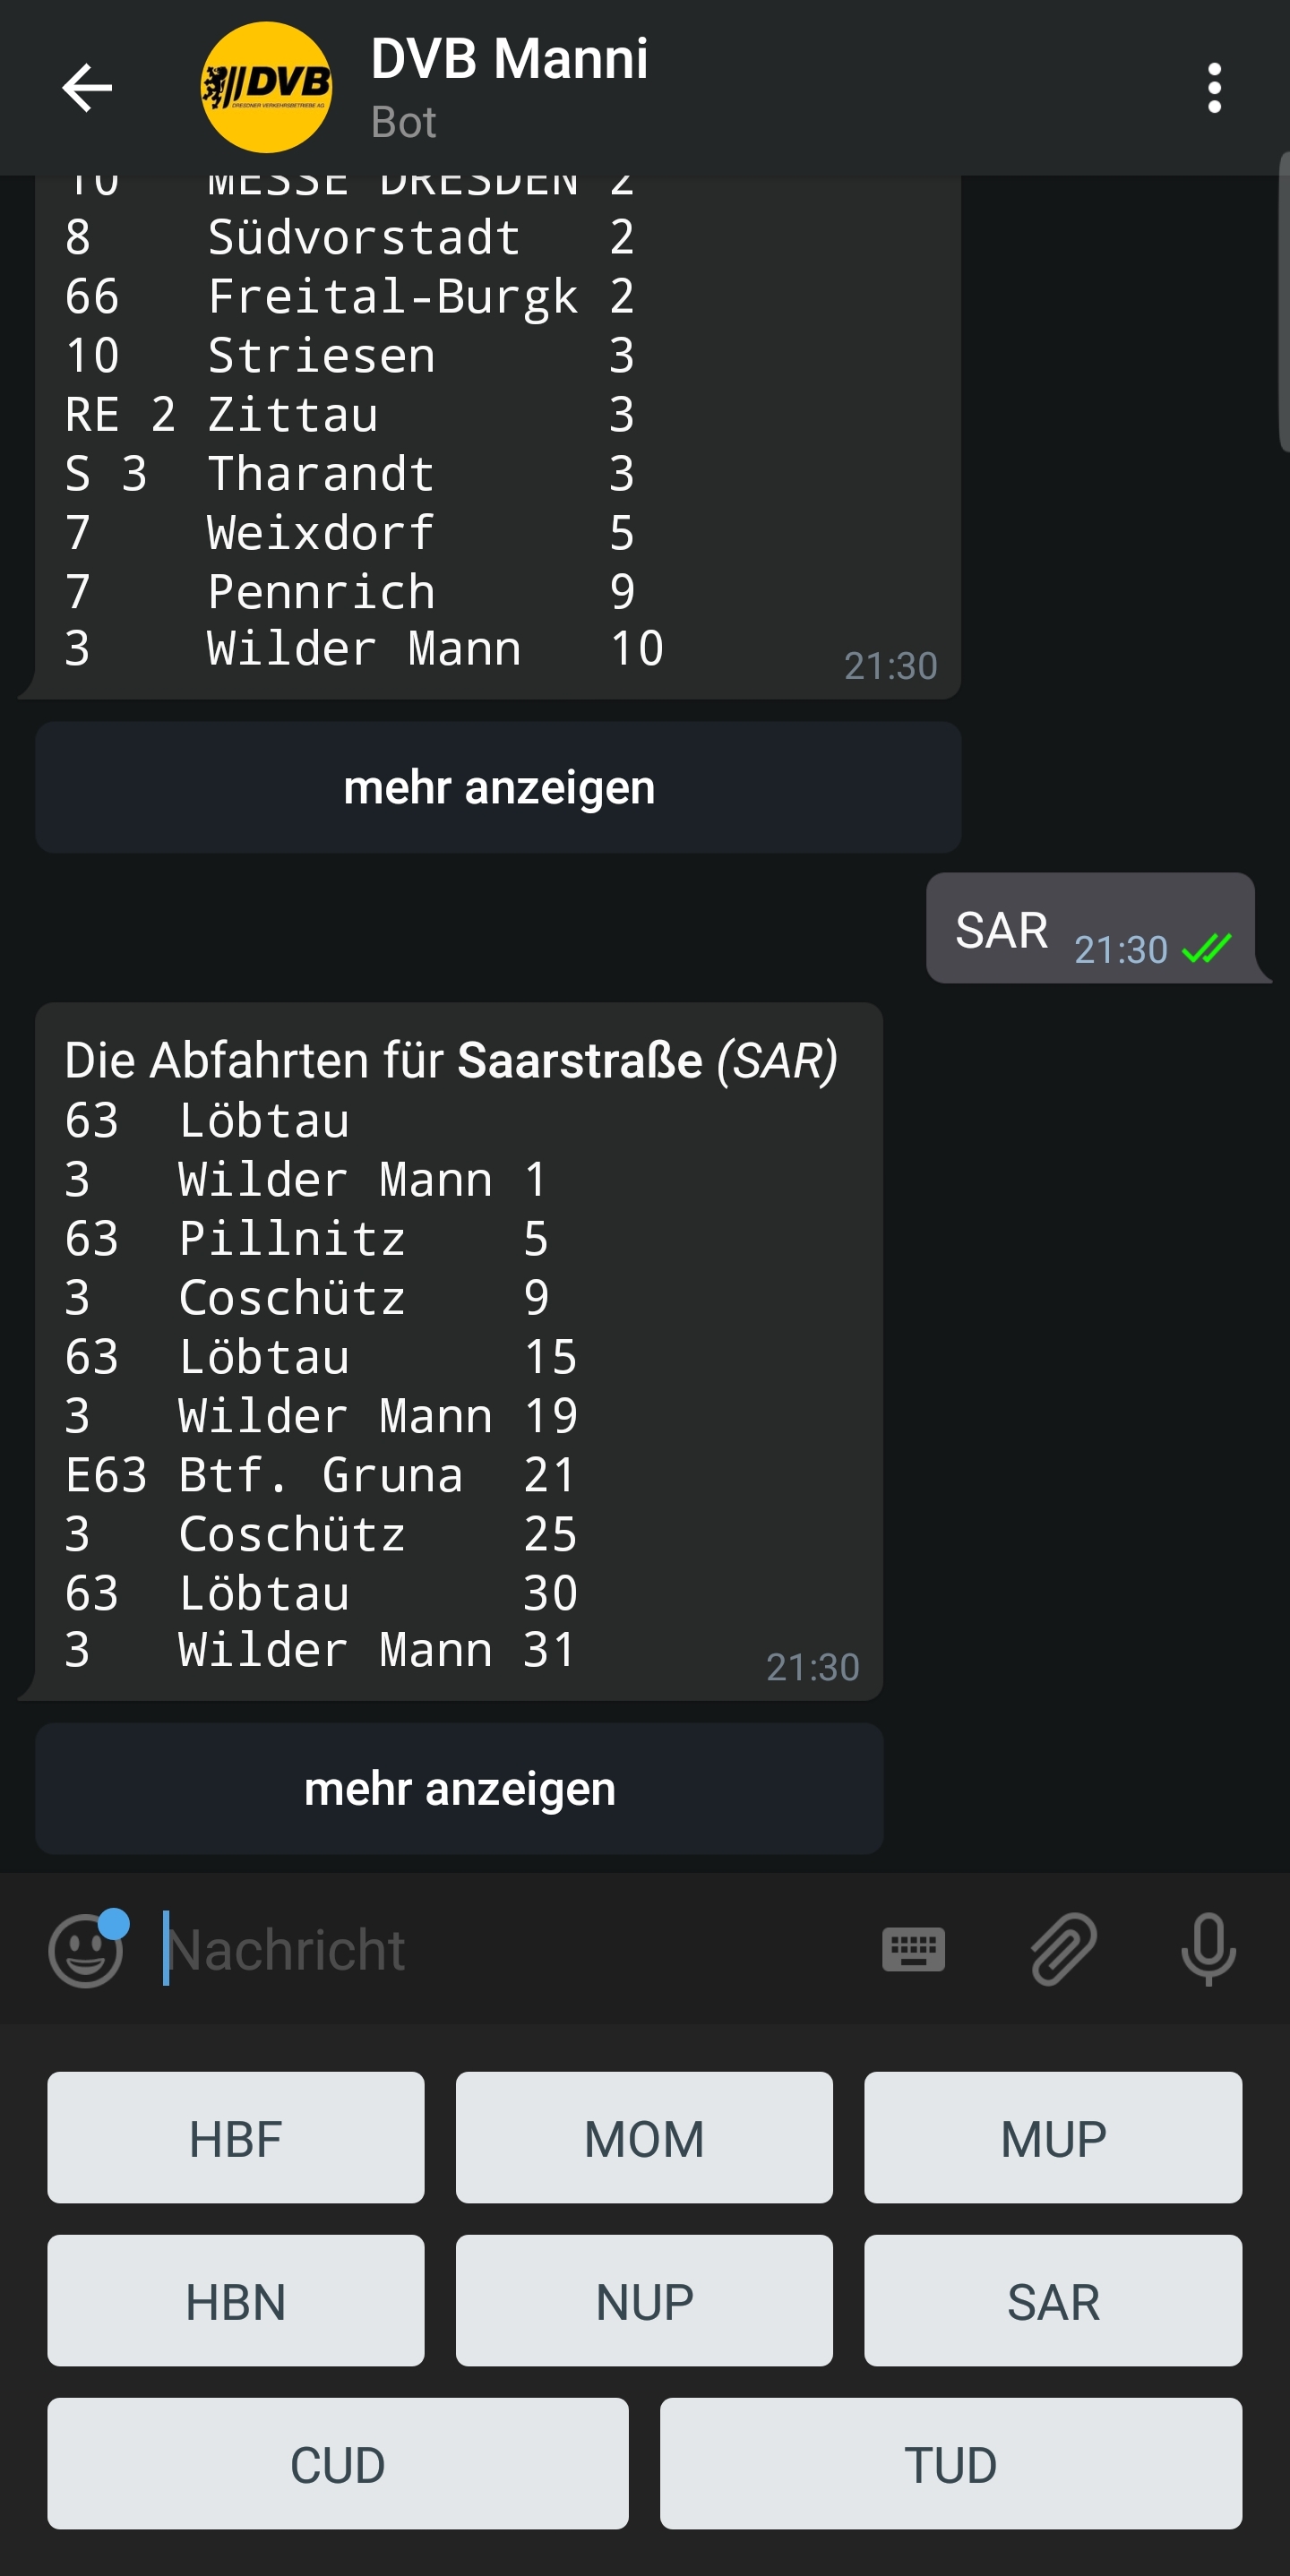 DVB Manni
Bot
DVB
DRESDNER VERKEHRSBETRIEBE AG
10 MESSE DRESDEN 2
8 Südvorstadt 2
66 Freital-Burgk 2
10 Striesen 3
RE 2 Zittau 3
S 3 Tharandt 3
7 Weixdorf 5
7 Pennrich 9
3 Wilder Mann 10
21:30
mehr anzeigen
SAR 21:30
Die Abfahrten für Saarstraße (SAR)
63 Löbtau
3 Wilder Mann 1
63 Pillnitz 5
3 Coschütz 9
63 Löbtau 15
3 Wilder Mann 19
E63 Btf. Gruna 21
3 Coschütz 25
63 Löbtau 30
3 Wilder Mann 31
21:30
mehr anzeigen
Nachricht
HBF MOM MUP
HBN NUP SAR
CUD TUD